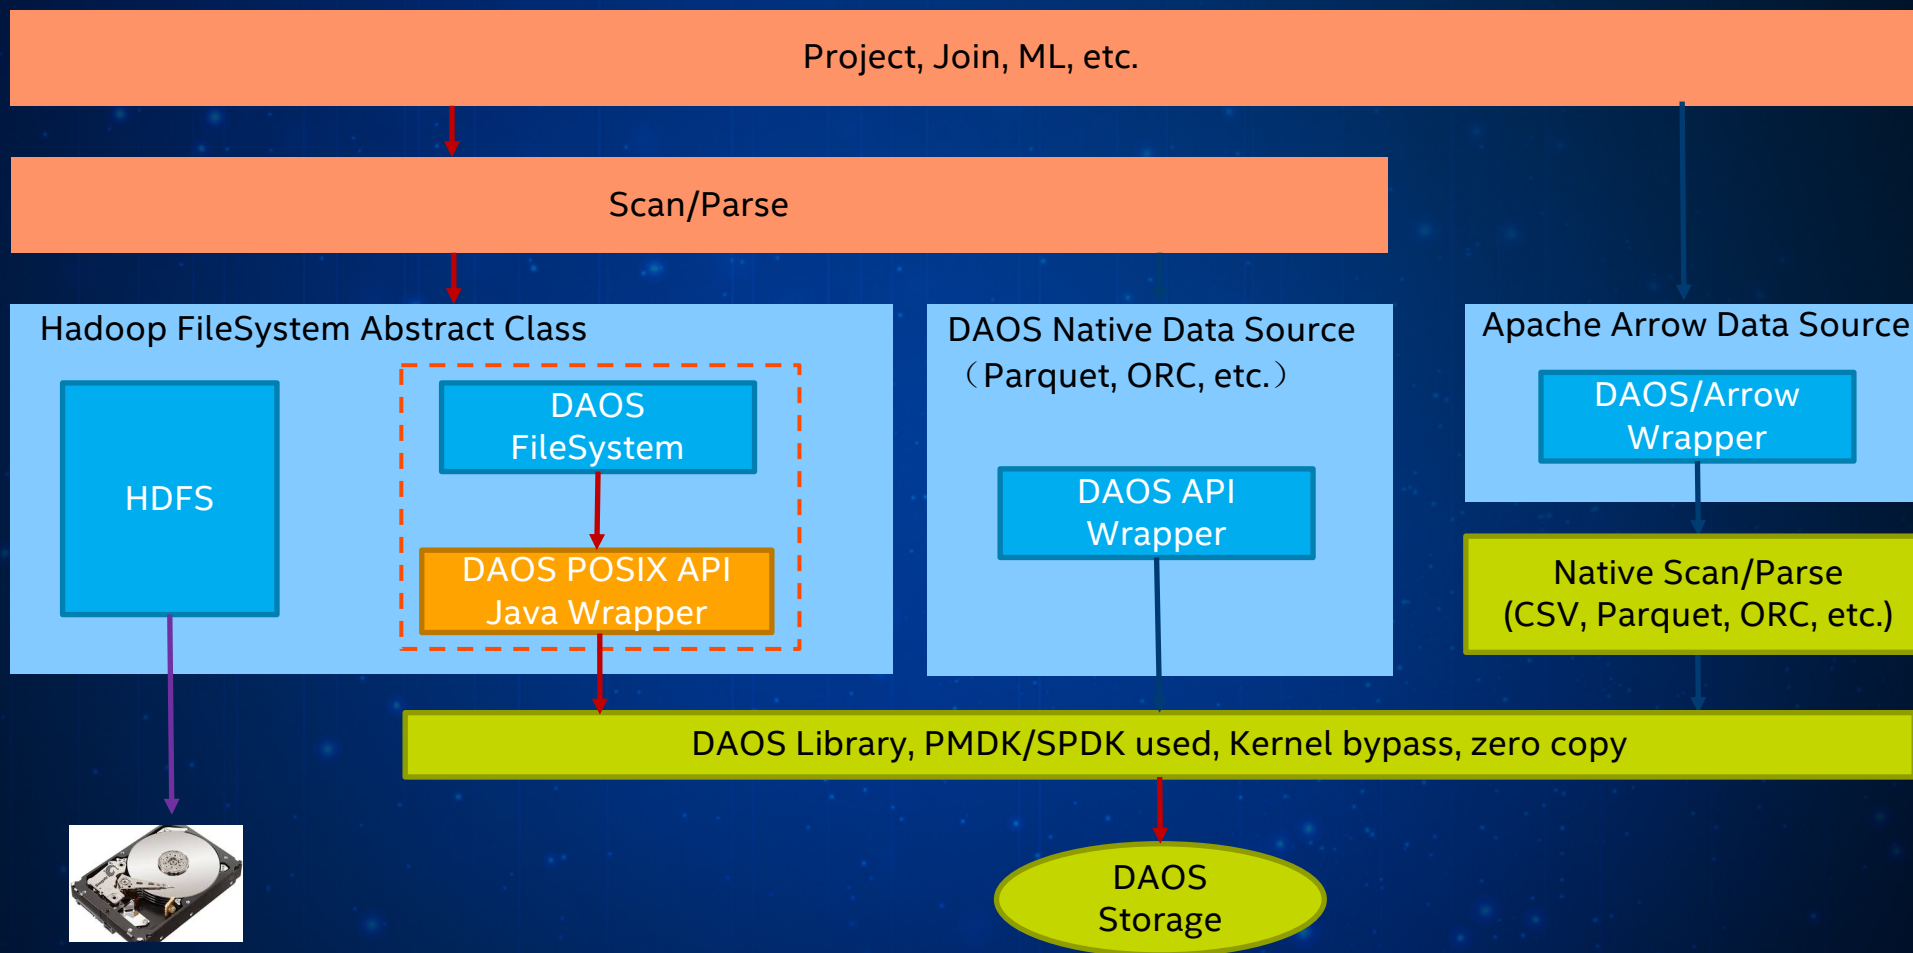 Project, Join, ML, etc.
Scan/Parse
Hadoop FileSystem Abstract Class
HDFS
DAOS
FileSystem
DAOS POSIX API
Java Wrapper
DAOS Native Data Source
（Parquet, ORC, etc.）
DAOS API
Wrapper
Apache Arrow Data Source
DAOS/Arrow
Wrapper
Native Scan/Parse
(CSV, Parquet, ORC, etc.)
DAOS Library, PMDK/SPDK used, Kernel bypass, zero copy
DAOS
Storage